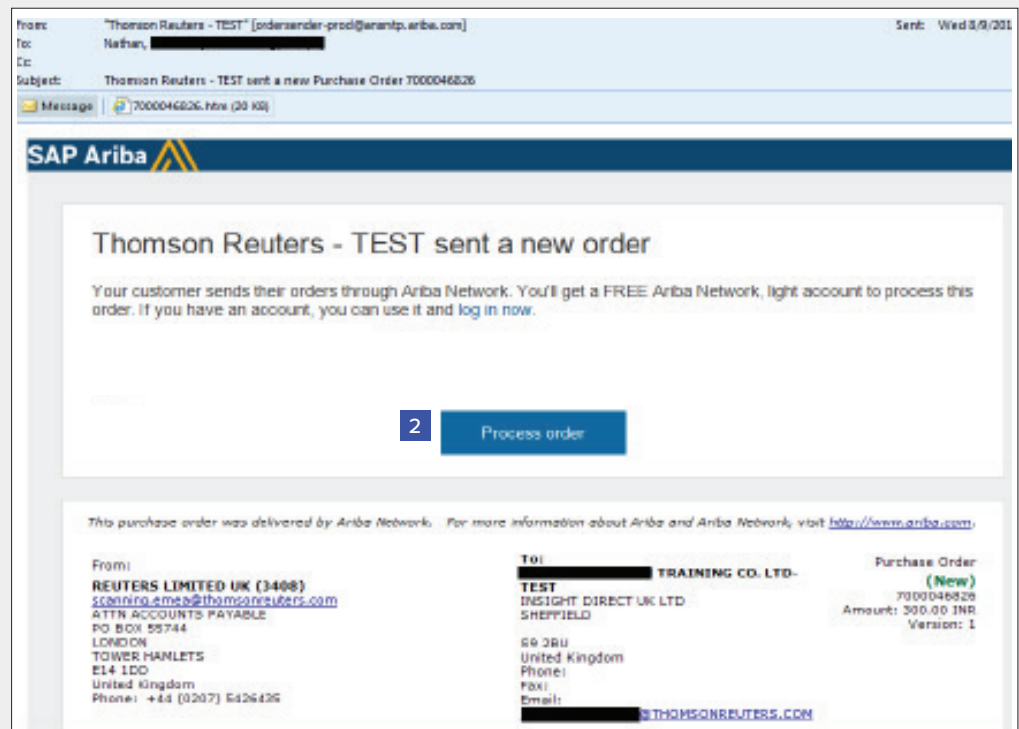 From: "Thomson Reuters - TEST" [ordersender-prod@ansmtp.ariba.com] Sent: Wed 8/9/201
To: Nathan,
Cc:
Subject: Thomson Reuters - TEST sent a new Purchase Order 7000046826
Message 7000046826.htm (20 KB)
SAP Ariba
Thomson Reuters - TEST sent a new order
Your customer sends their orders through Ariba Network. You'll get a FREE Ariba Network, light account to process this
order. If you have an account, you can use it and log in now.
2
Process order
This purchase order was delivered by Ariba Network. For more information about Ariba and Ariba Network, visit http://www.ariba.com.
From:
REUTERS LIMITED UK (3408)
scanning.emea@thomsonreuters.com
ATTN ACCOUNTS PAYABLE
PO BOX 55744
LONDON
TOWER HAMLETS
E14 1DD
United Kingdom
Phone: +44 (0207) 5426435
To:
TRAINING CO. LTD-
TEST
INSIGHT DIRECT UK LTD
SHEFFIELD
S9 2BU
United Kingdom
Phone:
Fax:
Email:
@THOMSONREUTERS.COM
Purchase Order
(New)
7000046826
Amount: 300.00 INR
Version: 1